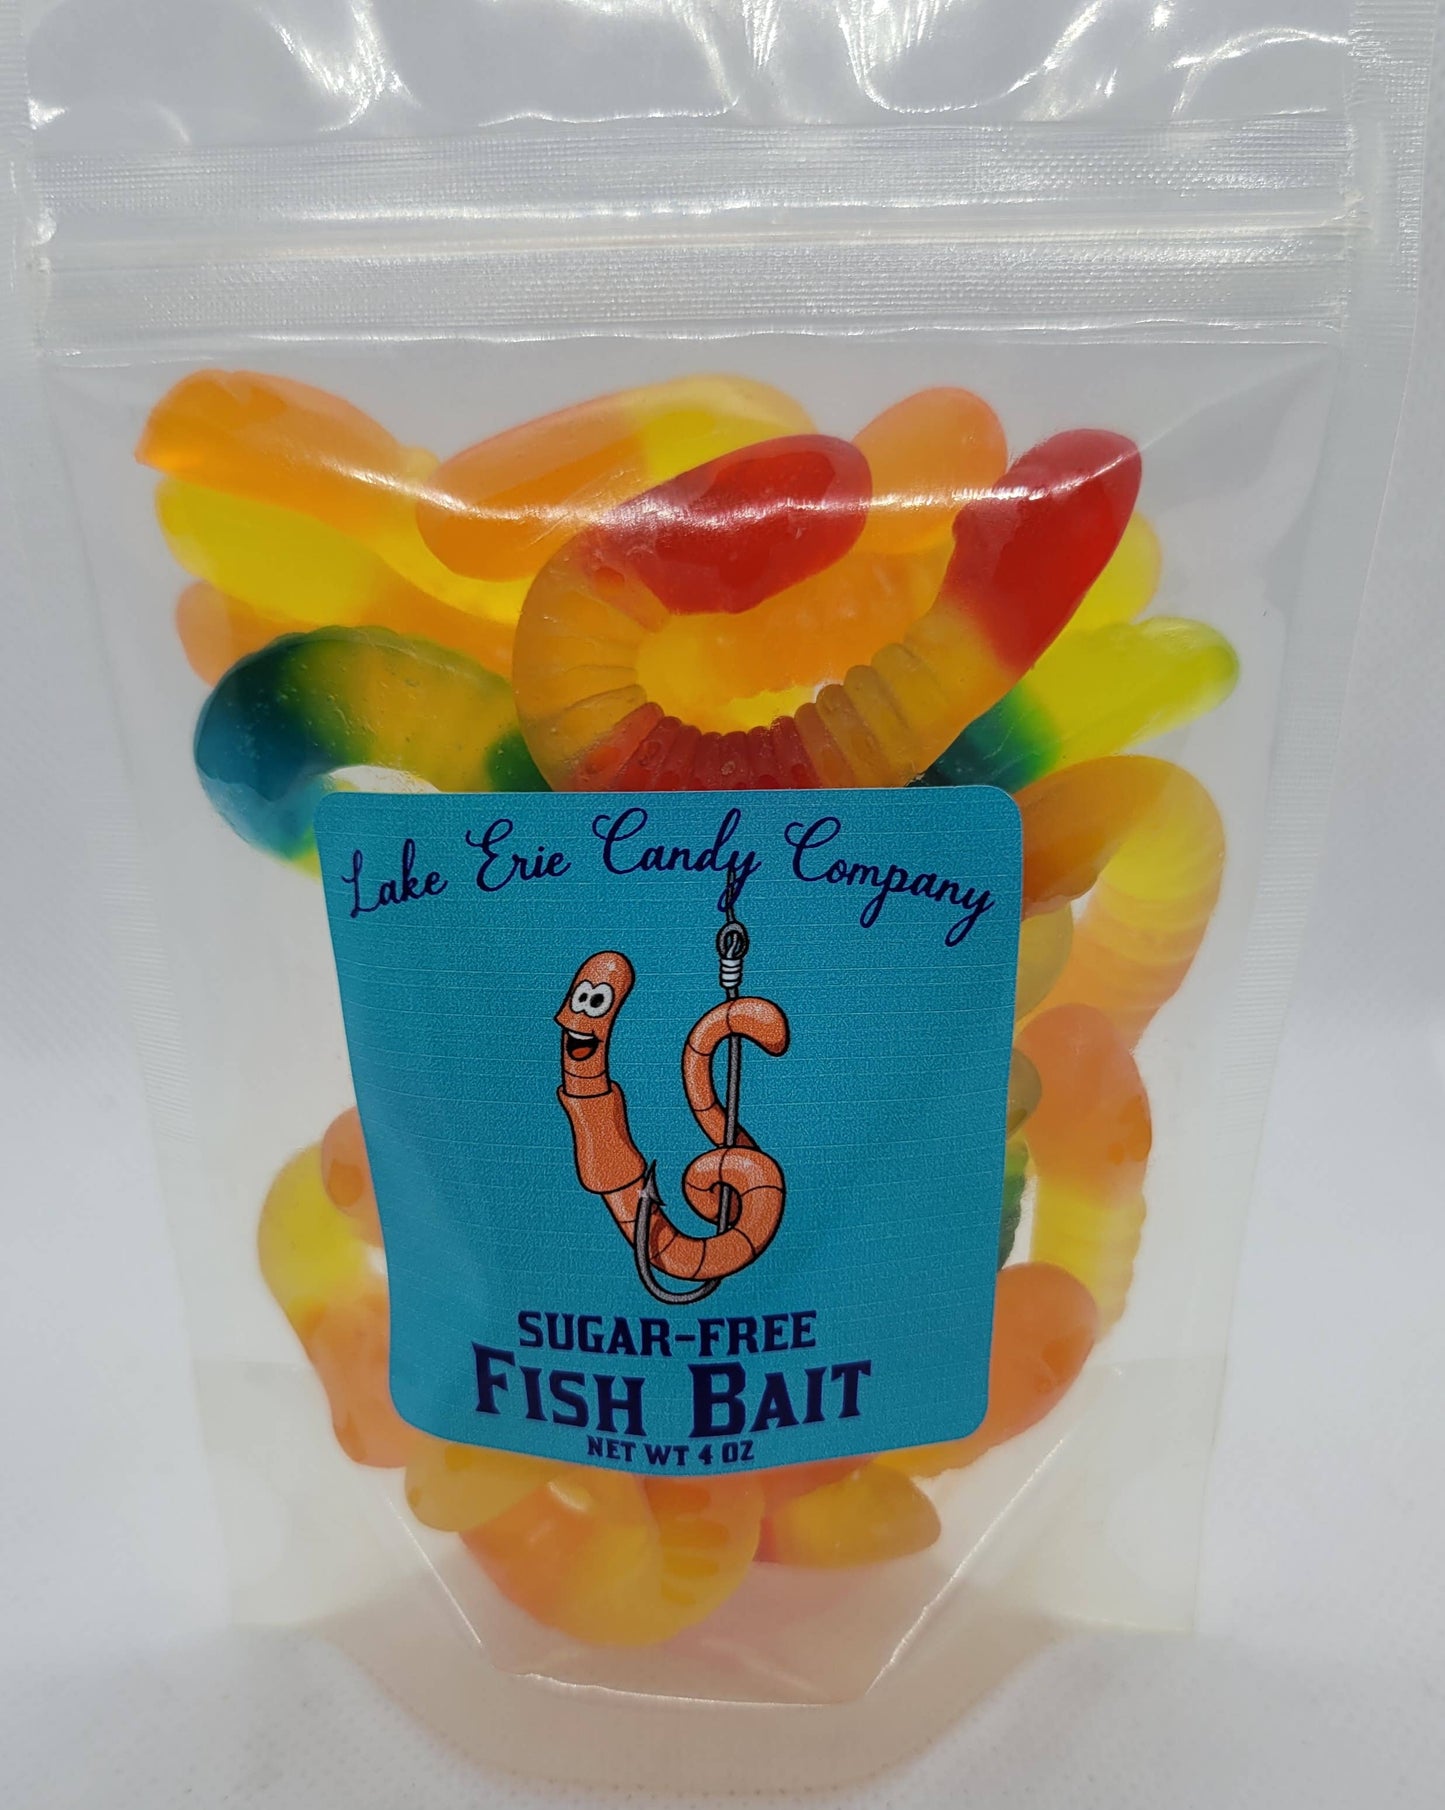 Lake Erie Candy Company
SUGAR-FREE
FISH BAIT
NET WT 4 OZ